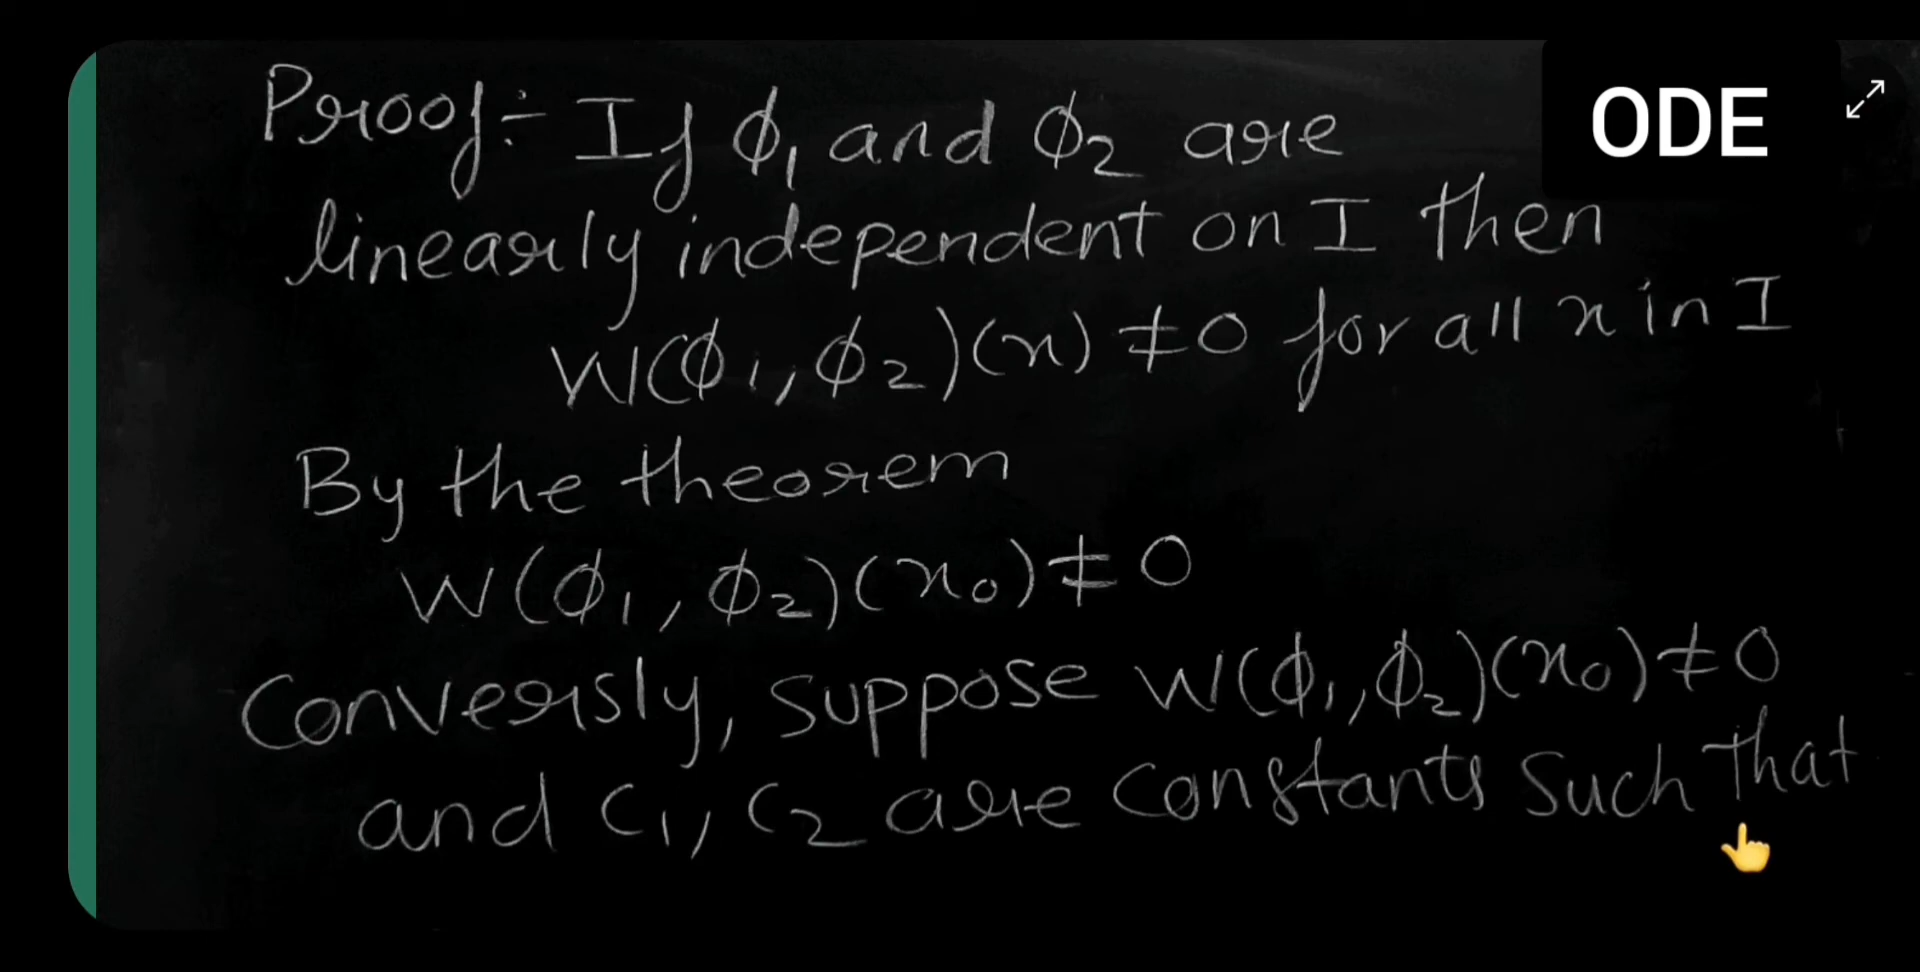 ODE
Proof:- If ϕ₁ and ϕ₂ are
linearly independent on I then
W(ϕ₁, ϕ₂)(x) ≠ 0 for all x in I
By the theorem
W(ϕ₁, ϕ₂)(x₀) ≠ 0
Conversly, suppose W(ϕ₁, ϕ₂)(x₀) ≠ 0
and c₁, c₂ are constants such that